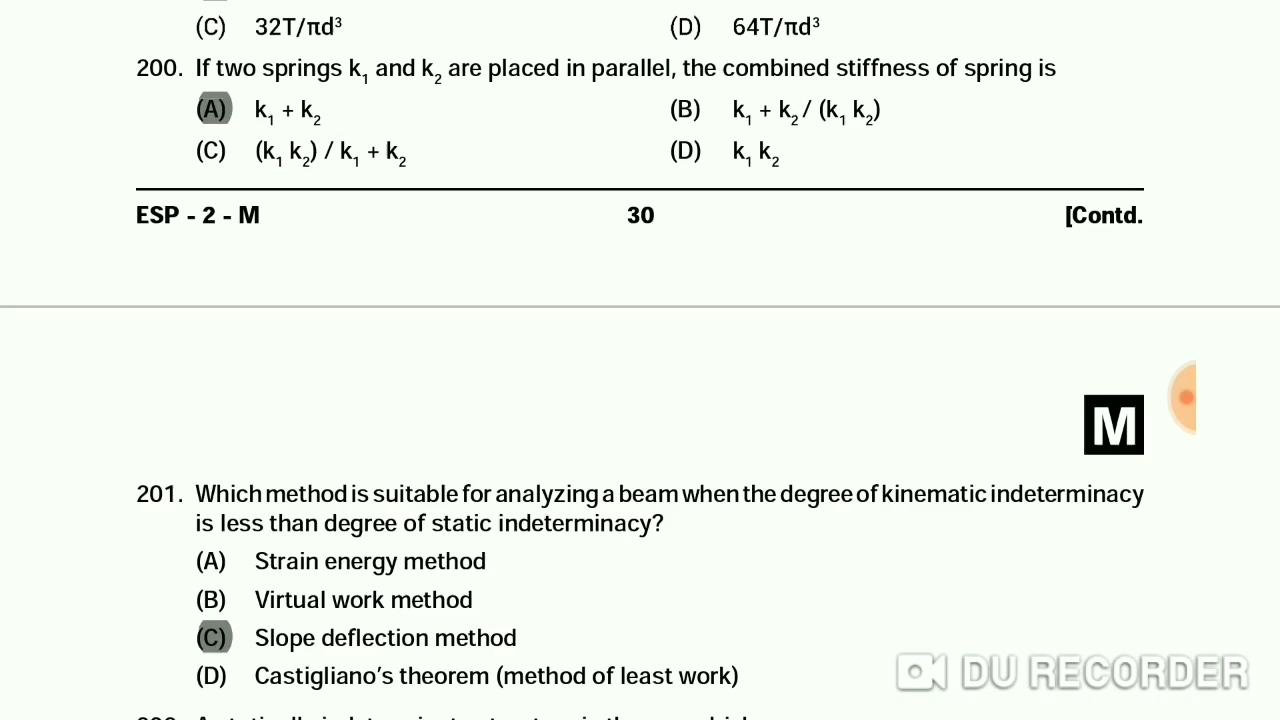 (C) 32T/πd³ (D) 64T/πd³
200. If two springs k₁ and k₂ are placed in parallel, the combined stiffness of spring is
(A) k₁ + k₂ (B) k₁ + k₂ / (k₁ k₂)
(C) (k₁ k₂) / k₁ + k₂ (D) k₁ k₂
ESP - 2 - M 30 [Contd.
M
201. Which method is suitable for analyzing a beam when the degree of kinematic indeterminacy
is less than degree of static indeterminacy?
(A) Strain energy method
(B) Virtual work method
(C) Slope deflection method
(D) Castigliano's theorem (method of least work)
DU RECORDER